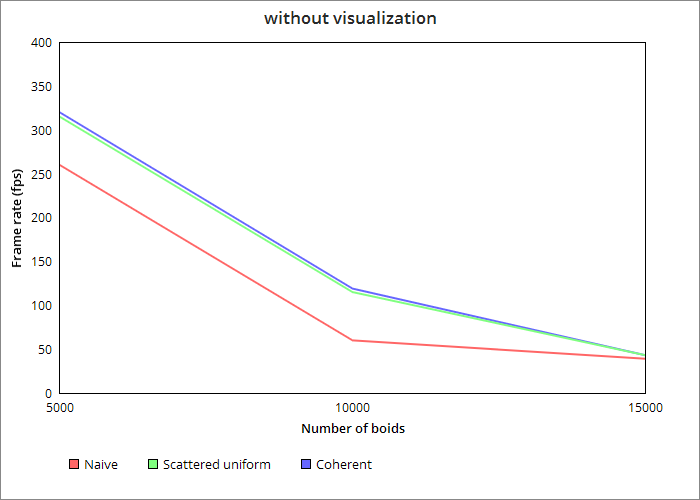 without visualization
400
350
300
250
200
150
100
50
0
Frame rate (fps)
5000 10000 15000
Number of boids
Naive Scattered uniform Coherent